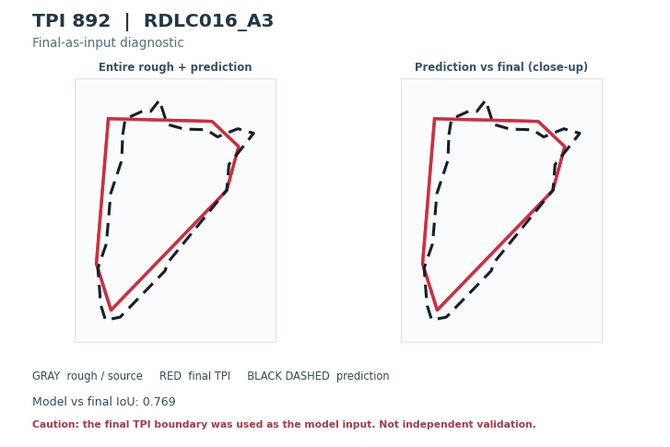 TPI 892 | RDLC016_A3
Final-as-input diagnostic
Entire rough + prediction
Prediction vs final (close-up)
GRAY rough / source RED final TPI BLACK DASHED prediction
Model vs final IoU: 0.769
Caution: the final TPI boundary was used as the model input. Not independent validation.